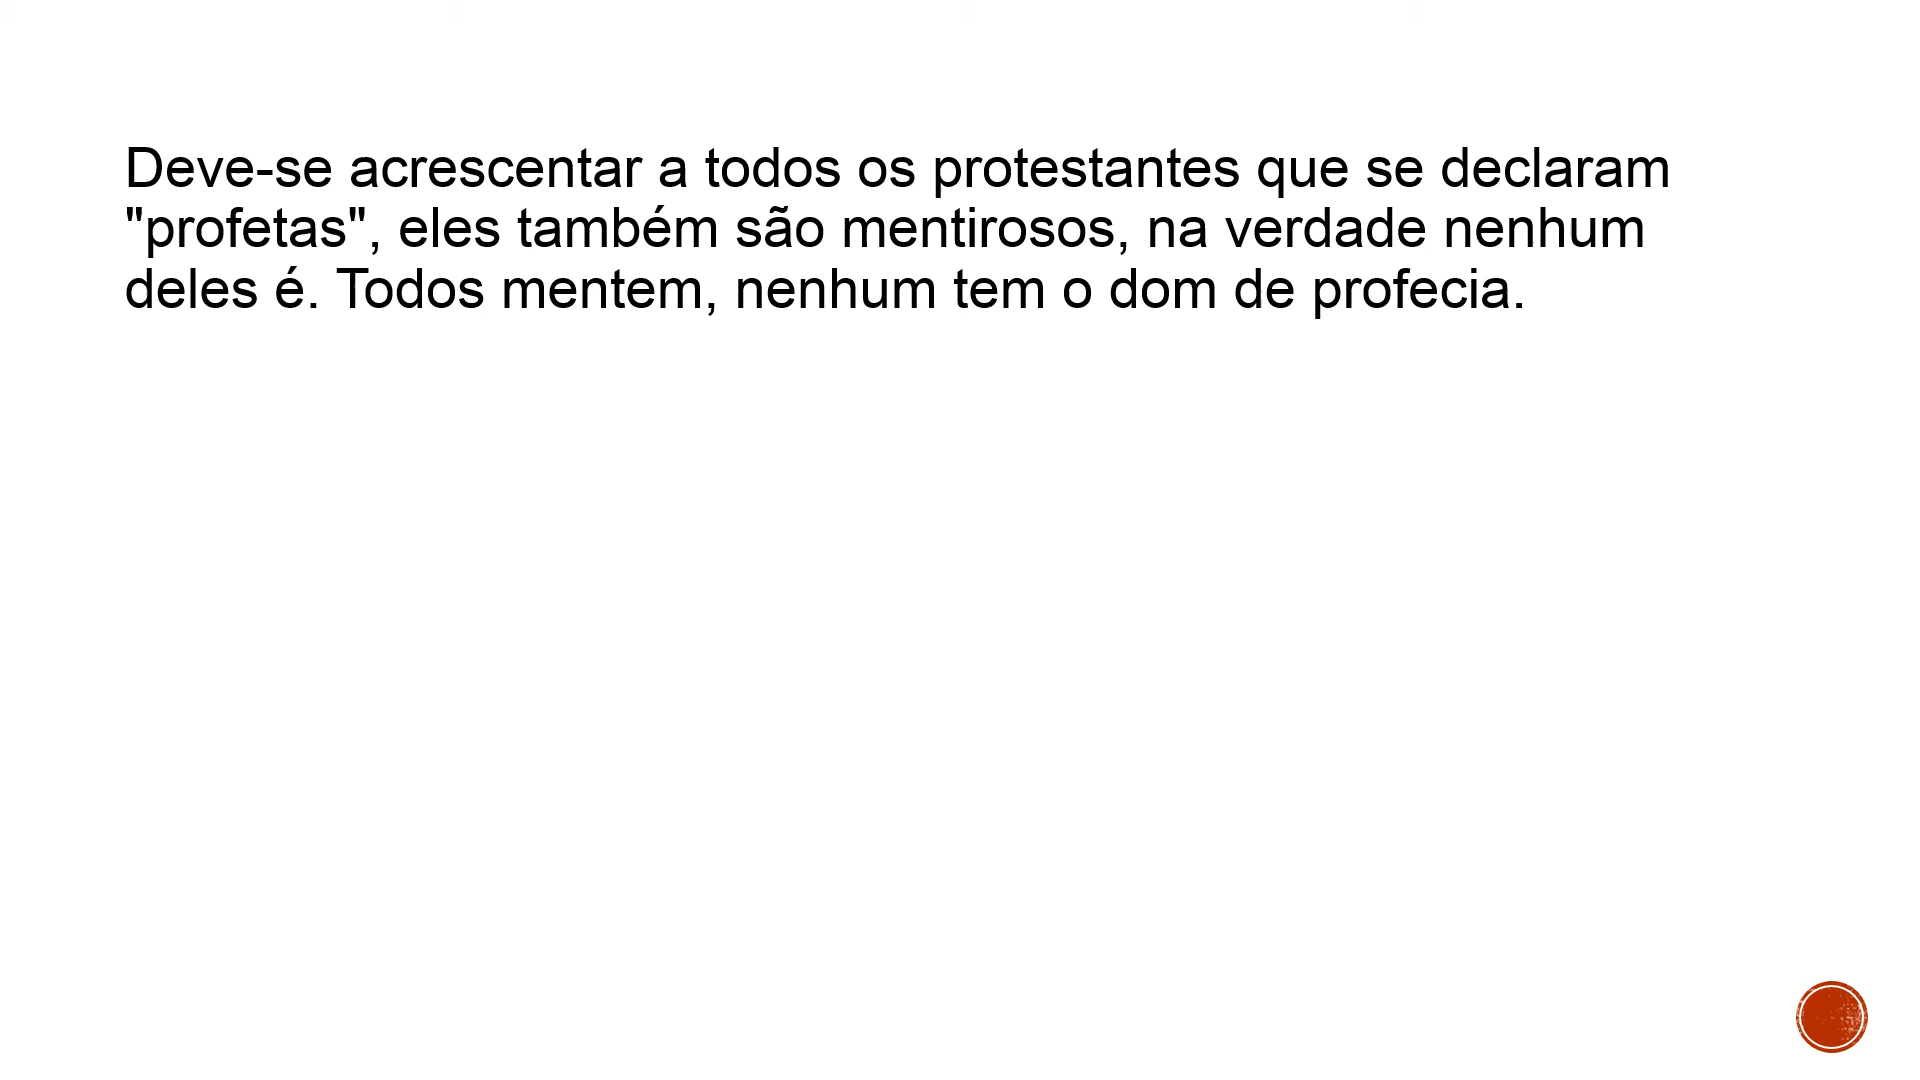 Deve-se acrescentar a todos os protestantes que se declaram
"profetas", eles também são mentirosos, na verdade nenhum
deles é. Todos mentem, nenhum tem o dom de profecia.